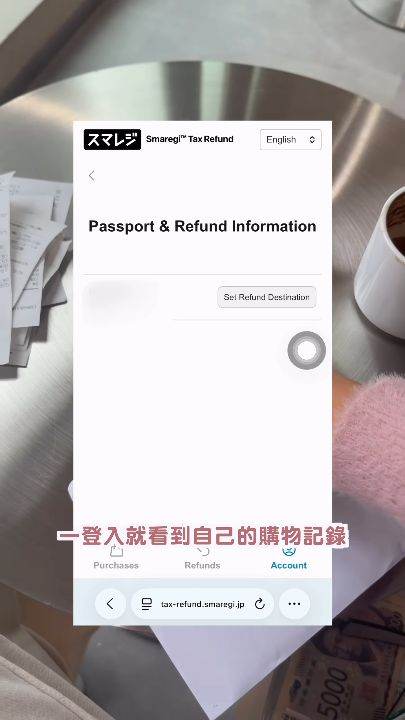 スマレジ Smaregi™ Tax Refund English
Passport & Refund Information
Set Refund Destination
一登入就看到自己的購物記錄
Purchases Refunds Account
tax-refund.smaregi.jp
5000